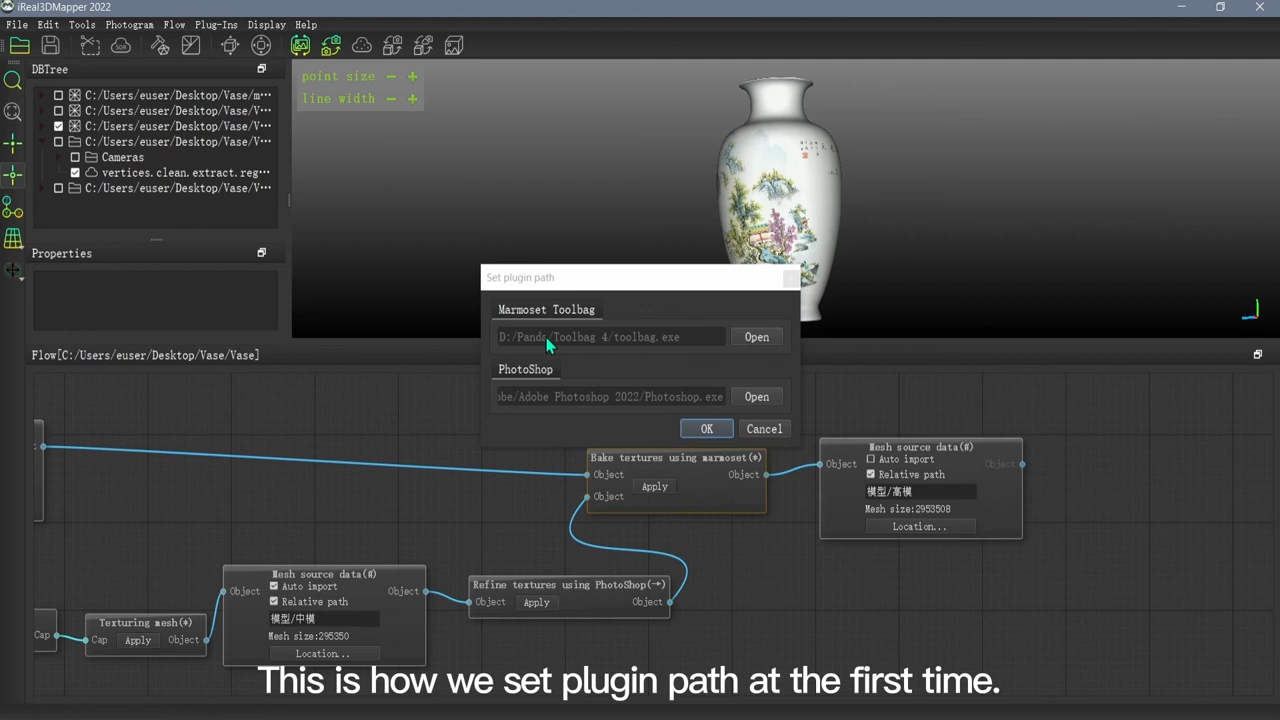 iReal3DMapper 2022
File Edit Tools Photogram Flow Plug-Ins Display Help
DBTree
C:/Users/euser/Desktop/Vase/m···
C:/Users/euser/Desktop/Vase/V···
C:/Users/euser/Desktop/Vase/V···
C:/Users/euser/Desktop/Vase/V···
Cameras
vertices.clean.extract.reg···
C:/Users/euser/Desktop/Vase/V···
Properties
point size − +
line width − +
Set plugin path
Marmoset Toolbag
D:/Panda/Toolbag 4/toolbag.exe Open
PhotoShop
obe/Adobe Photoshop 2022/Photoshop.exe Open
OK Cancel
Flow[C:/Users/euser/Desktop/Vase/Vase]
Bake textures using marmoset(*)
Object Object
Object
Apply
Mesh source data(#)
Auto import
Object Object
Relative path
模型/高模
Mesh size:2953508
Location...
Mesh source data(#)
Auto import
Object Object
Relative path
模型/中模
Mesh size:295350
Location...
Refine textures using PhotoShop(→)
Object Apply Object
Texturing mesh(*)
Cap Cap Apply Object
This is how we set plugin path at the first time.